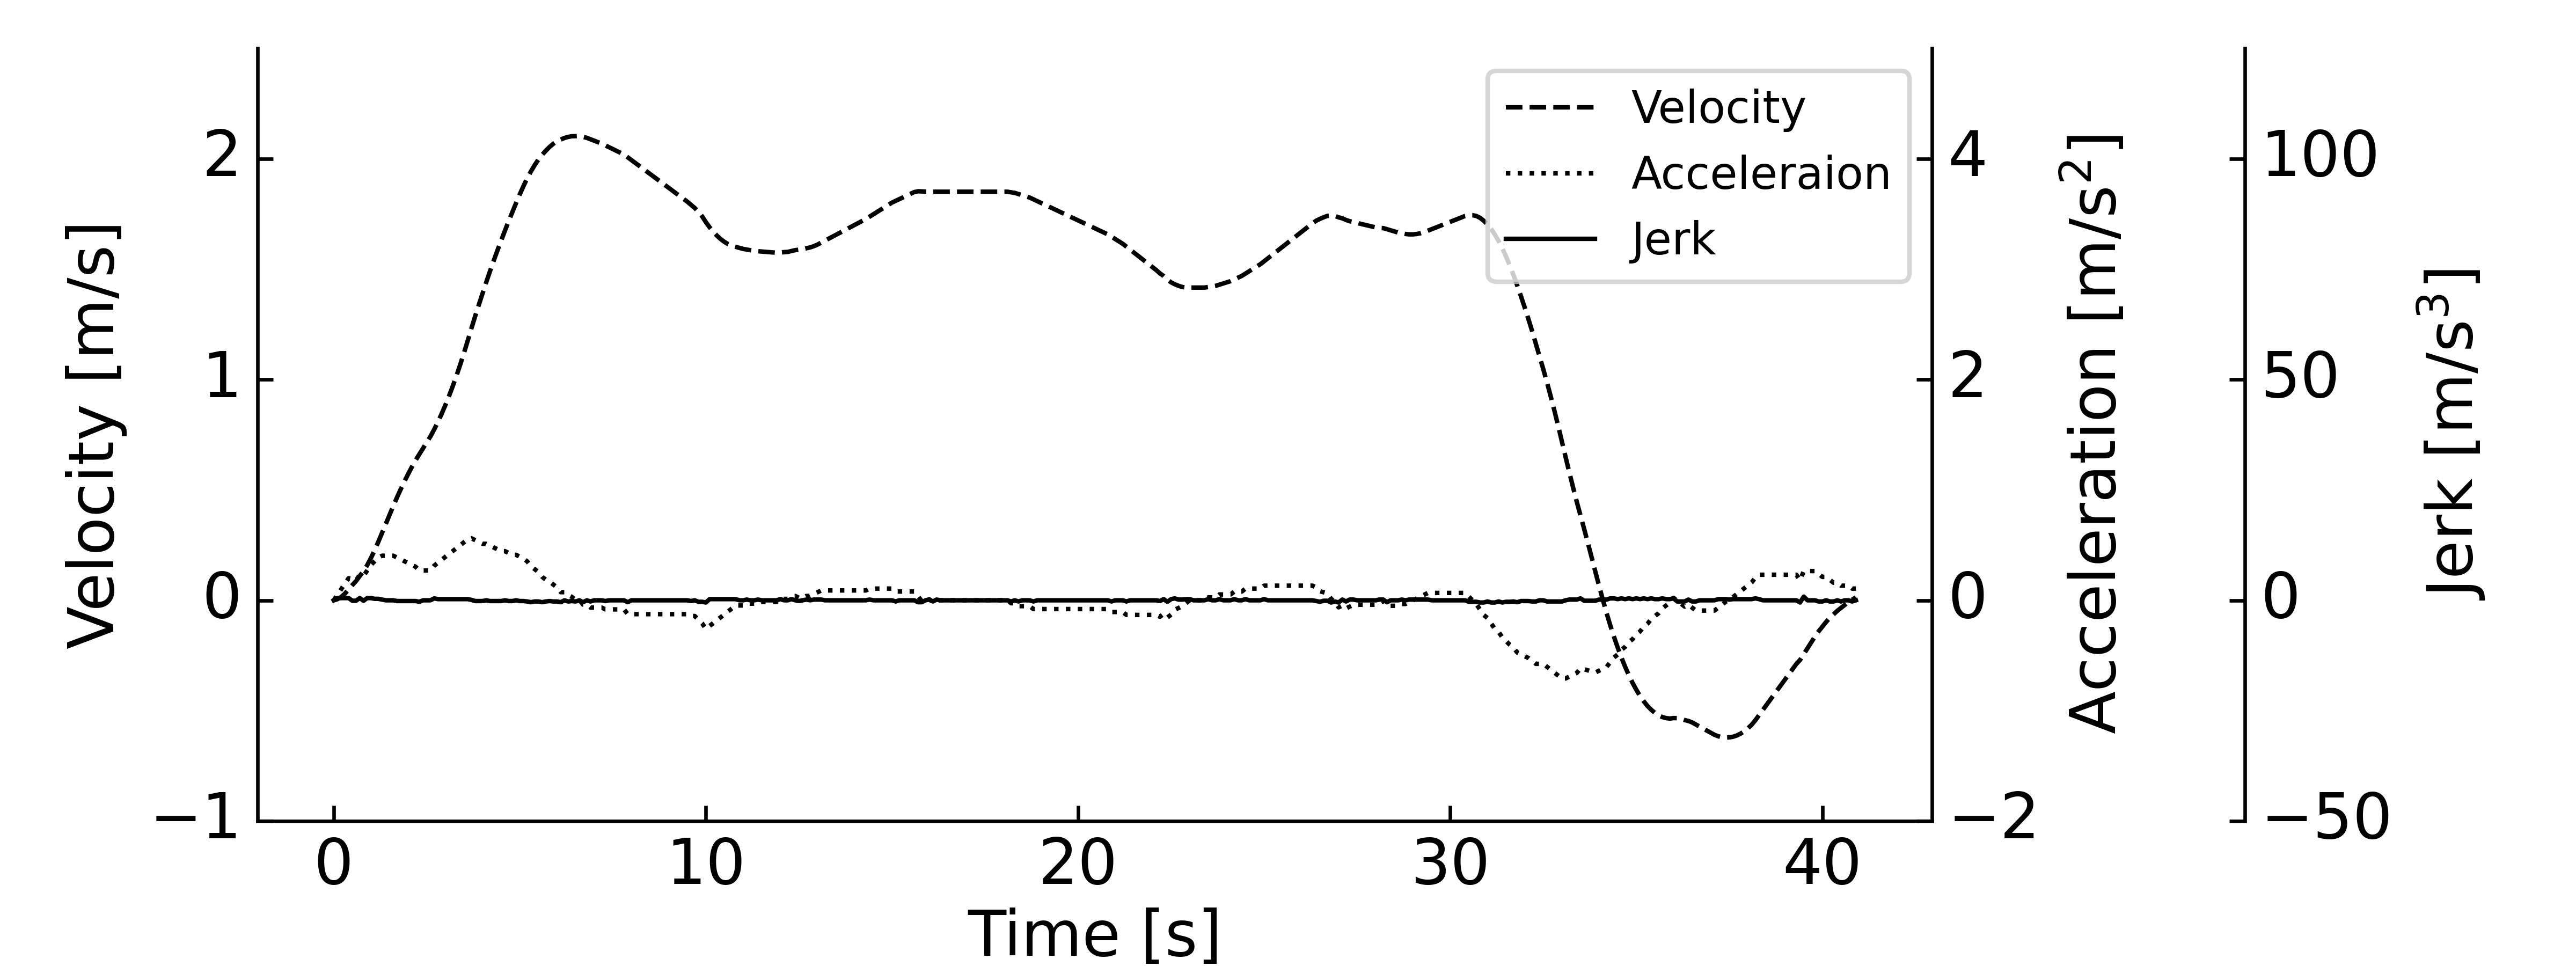 Velocity [m/s]
2
1
0
−1
0
10
20
30
40
Time [s]
Velocity
Acceleraion
Jerk
4
2
0
−2
Acceleration [m/s²]
100
50
0
−50
Jerk [m/s³]